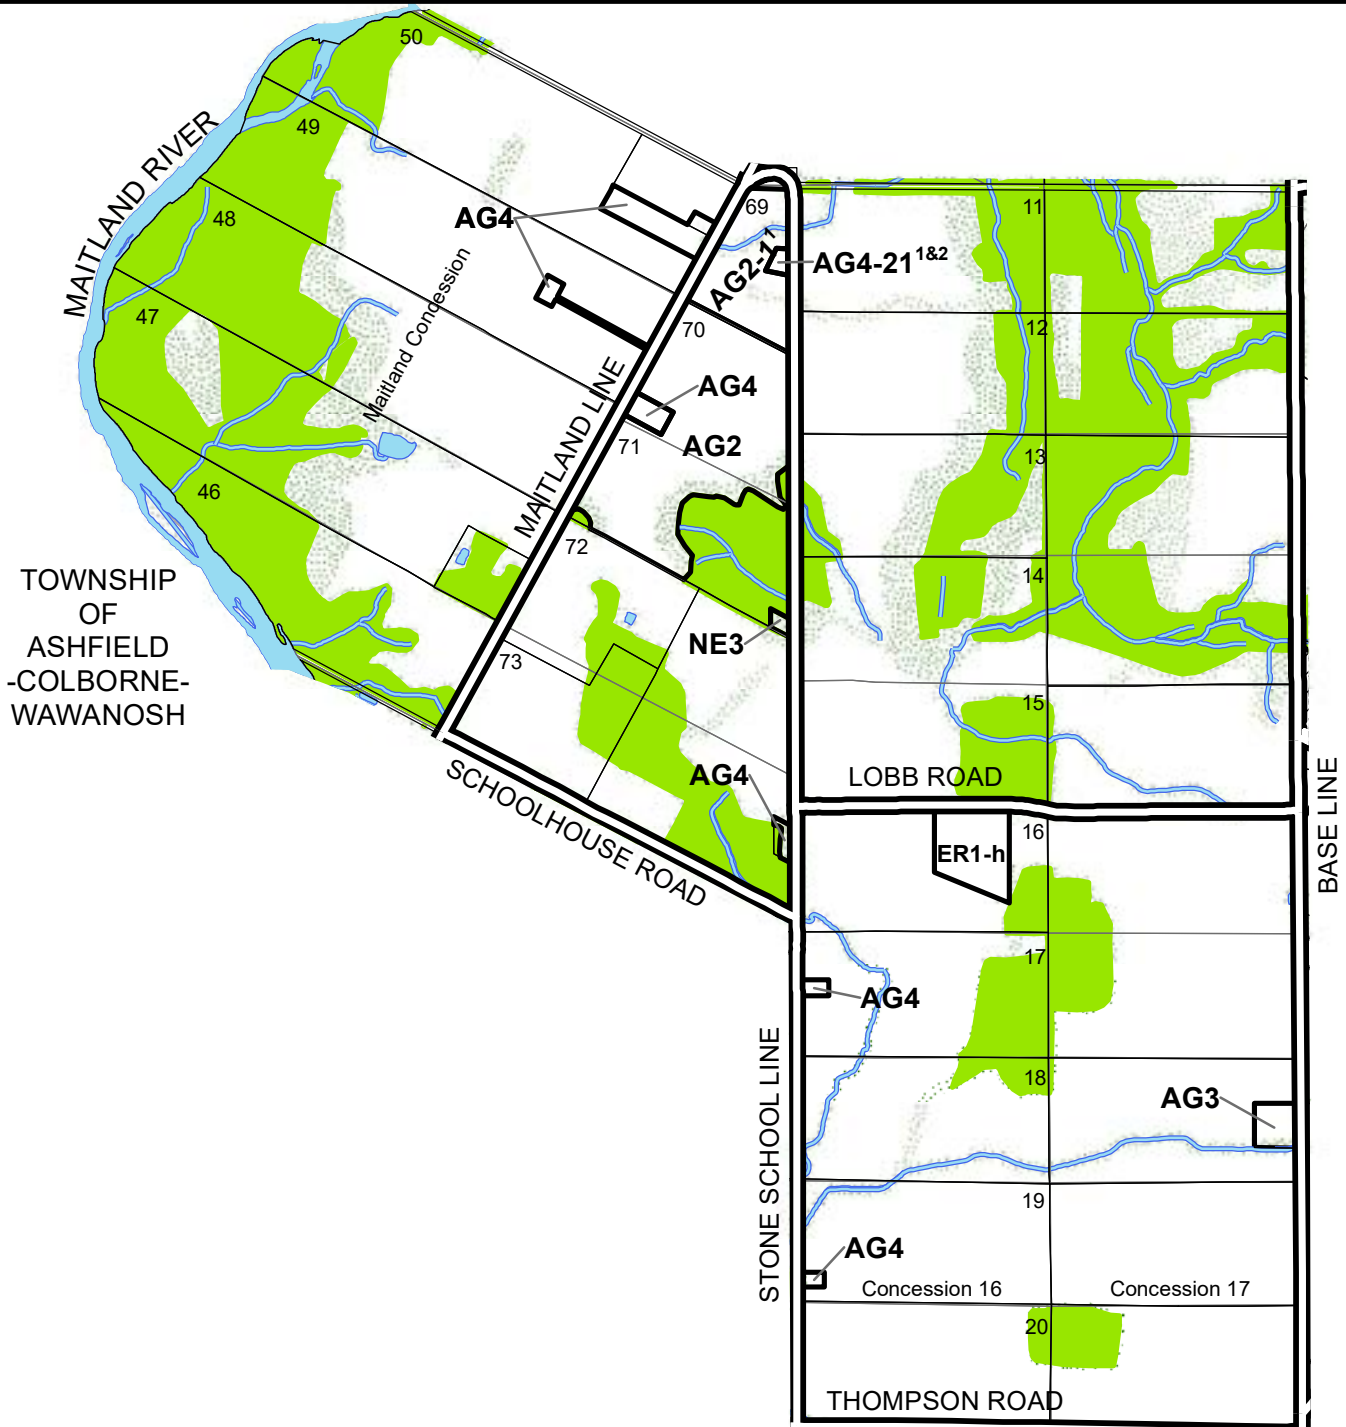 50
49
MAITLAND RIVER
48
47
46
Maitland Concession
AG4
69
AG2-1¹
AG4-21¹&²
11
12
70
AG4
AG2
71
MAITLAND LINE
13
72
14
TOWNSHIP
OF
ASHFIELD
-COLBORNE-
WAWANOSH
NE3
73
15
AG4
LOBB ROAD
SCHOOLHOUSE ROAD
BASE LINE
16
ER1-h
17
AG4
STONE SCHOOL LINE
18
AG3
19
AG4
Concession 16
Concession 17
20
THOMPSON ROAD